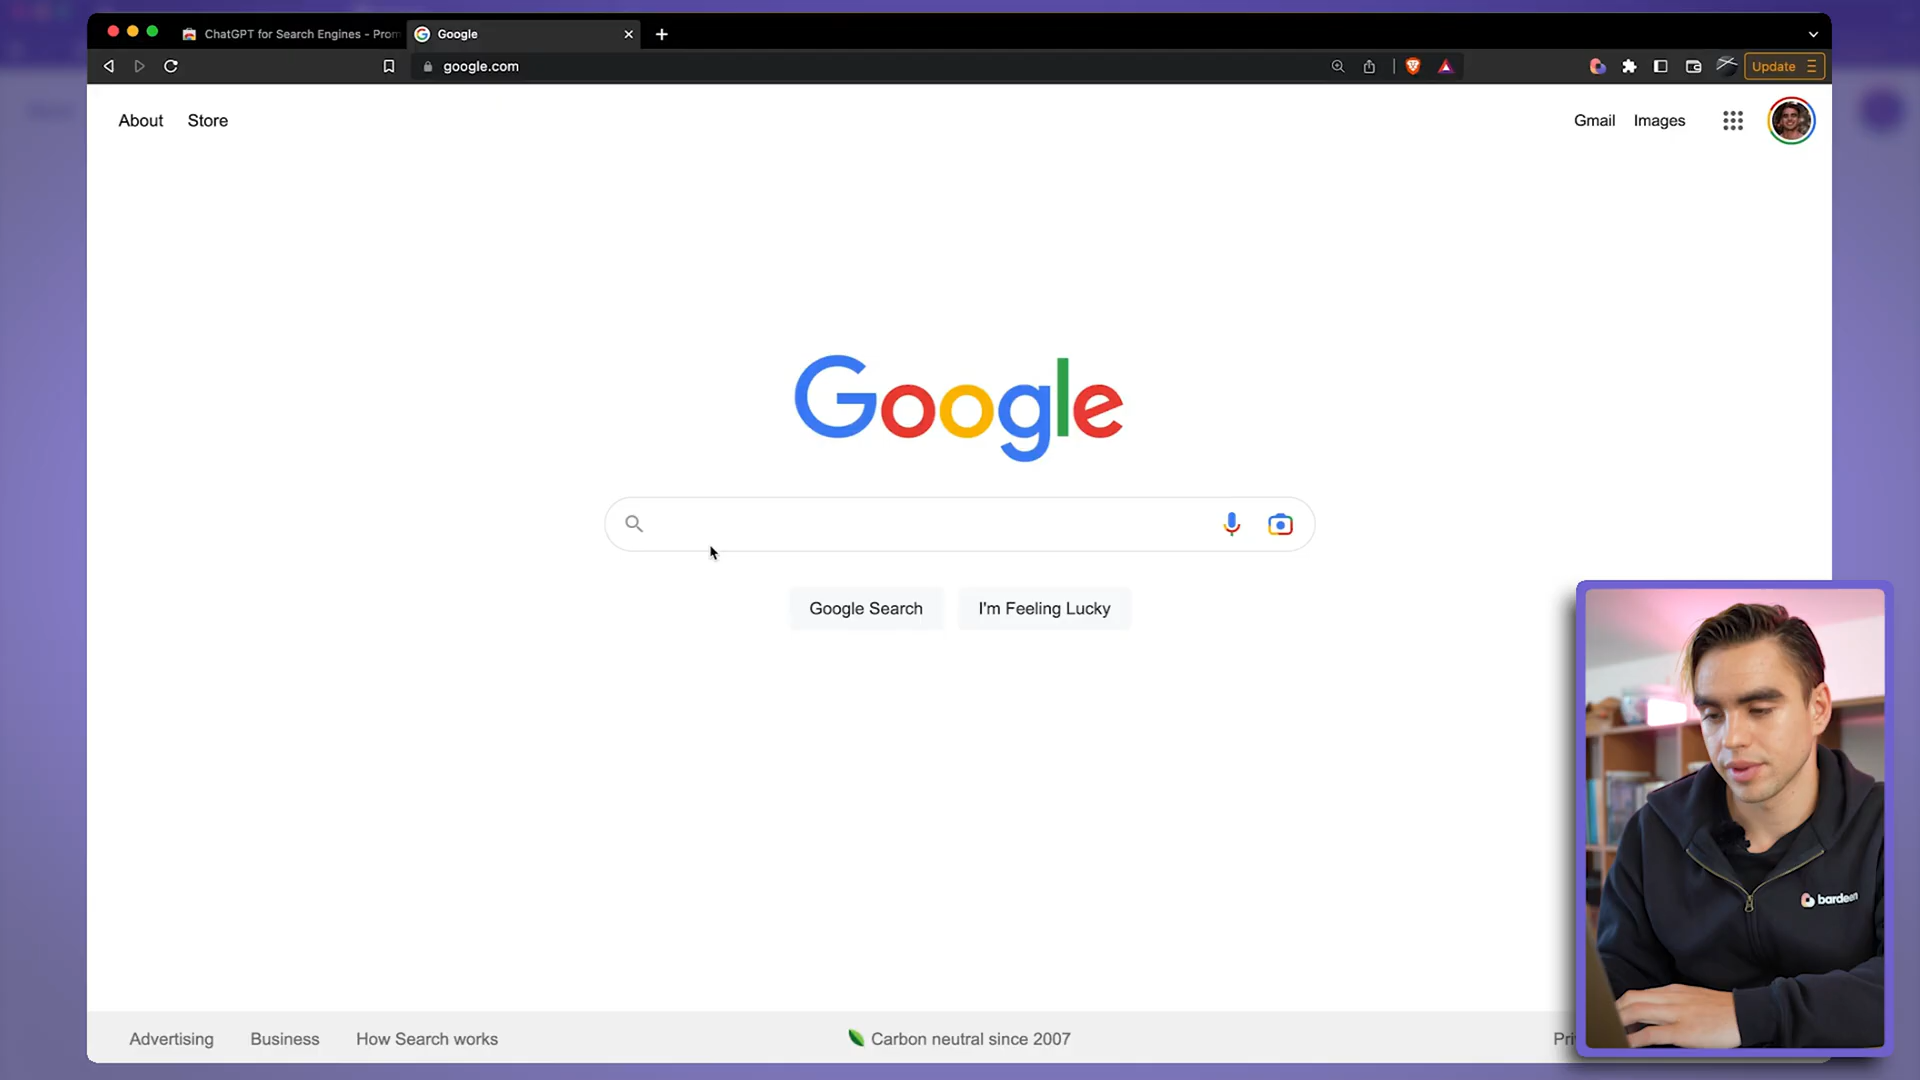 ChatGPT for Search Engines - Pron
Google
google.com
Update
About
Store
Gmail
Images
Google
Google Search
I'm Feeling Lucky
bardeen
Advertising
Business
How Search works
Carbon neutral since 2007
Pri